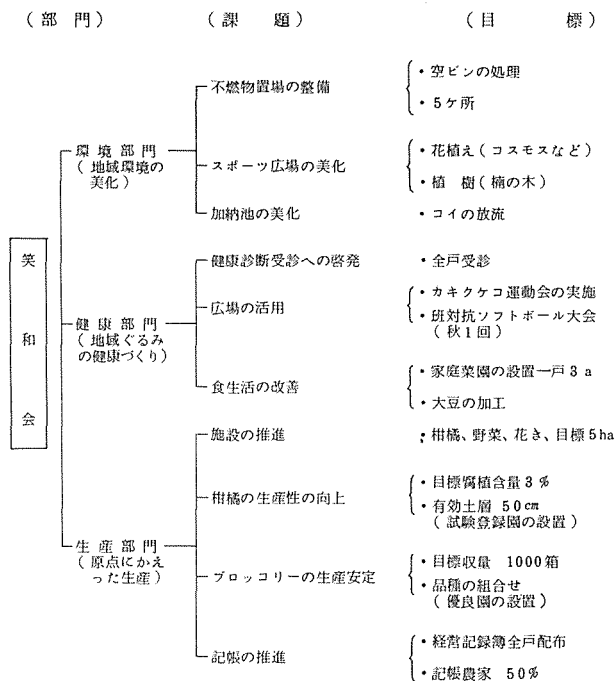 (部門) (課題) (目標)
不燃物置場の整備
・空ビンの処理
・5ケ所
環境部門
(地域環境の美化)
スポーツ広場の美化
・花植え(コスモスなど)
・植樹(楠の木)
加納池の美化
・コイの放流
笑和会
健康診断受診への啓発
・全戸受診
健康部門
(地域ぐるみの健康づくり)
広場の活用
・カキクケコ運動会の実施
・班対抗ソフトボール大会
(秋1回)
食生活の改善
・家庭菜園の設置一戸3a
・大豆の加工
施設の推進
・柑橘、野菜、花き、目標5ha
柑橘の生産性の向上
・目標腐植含量3%
・有効土層 50cm
(試験登録園の設置)
生産部門
(原点にかえった生産)
ブロッコリーの生産安定
・目標収量 1000箱
・品種の組合せ
(優良園の設置)
記帳の推進
・経営記録簿全戸配布
・記帳農家 50%